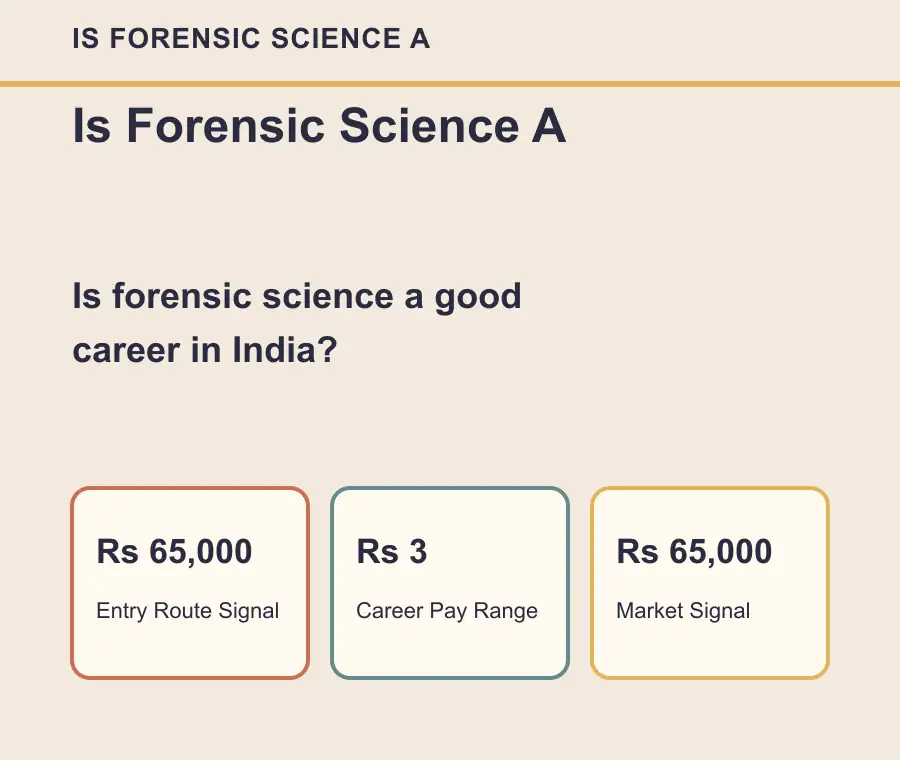 IS FORENSIC SCIENCE A
Is Forensic Science A
Is forensic science a good
career in India?
Rs 65,000
Entry Route Signal
Rs 3
Career Pay Range
Rs 65,000
Market Signal